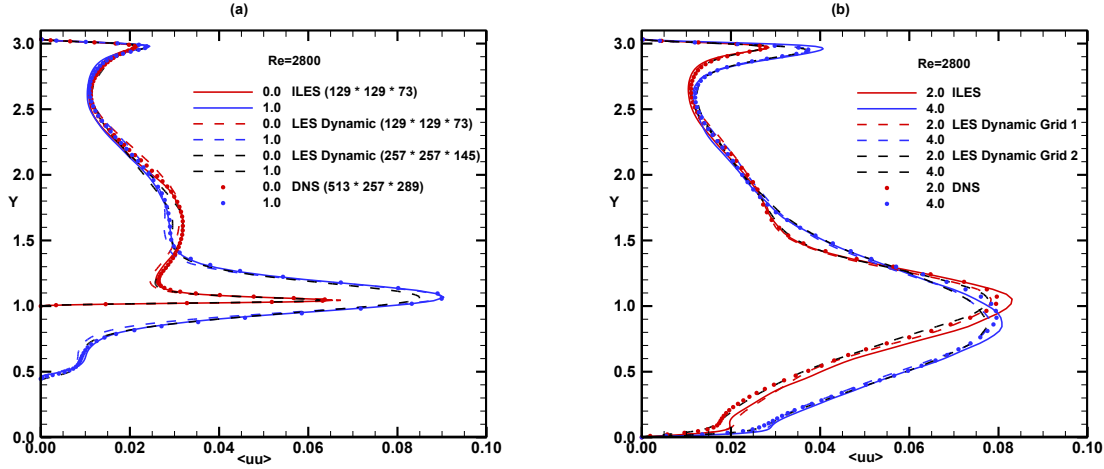 (a)
3.0
2.5
2.0
Y
1.5
1.0
0.5
0.0
0.00
0.02
0.04
0.06
0.08
0.10
<uu>
Re=2800
0.0 ILES (129 * 129 * 73)
1.0
0.0 LES Dynamic (129 * 129 * 73)
1.0
0.0 LES Dynamic (257 * 257 * 145)
1.0
0.0 DNS (513 * 257 * 289)
1.0
(b)
3.0
2.5
2.0
Y
1.5
1.0
0.5
0.0
0.00
0.02
0.04
0.06
0.08
0.10
<uu>
Re=2800
2.0 ILES
4.0
2.0 LES Dynamic Grid 1
4.0
2.0 LES Dynamic Grid 2
4.0
2.0 DNS
4.0